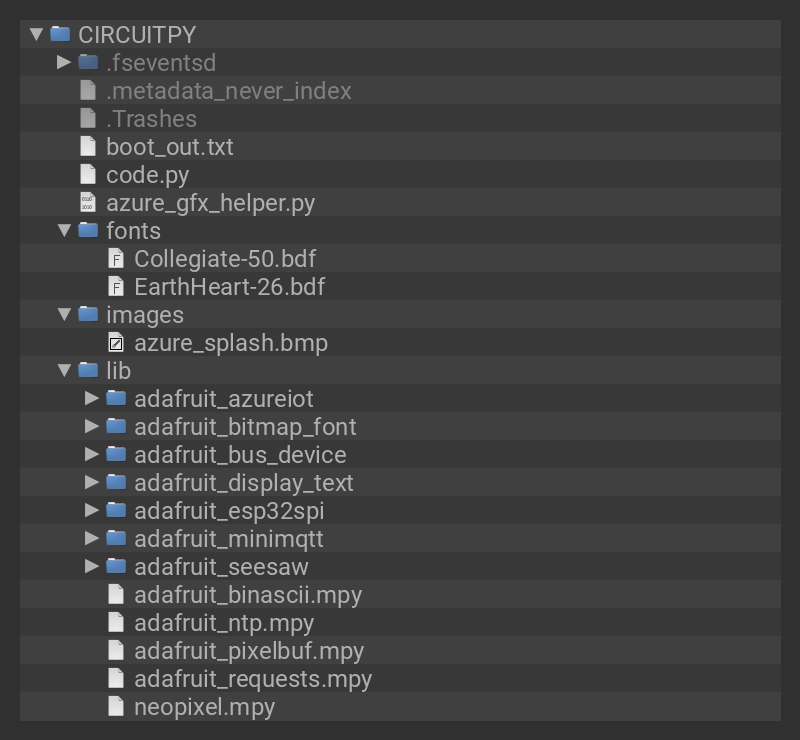 CIRCUITPY
.fseventsd
.metadata_never_index
.Trashes
boot_out.txt
code.py
azure_gfx_helper.py
fonts
Collegiate-50.bdf
EarthHeart-26.bdf
images
azure_splash.bmp
lib
adafruit_azureiot
adafruit_bitmap_font
adafruit_bus_device
adafruit_display_text
adafruit_esp32spi
adafruit_minimqtt
adafruit_seesaw
adafruit_binascii.mpy
adafruit_ntp.mpy
adafruit_pixelbuf.mpy
adafruit_requests.mpy
neopixel.mpy